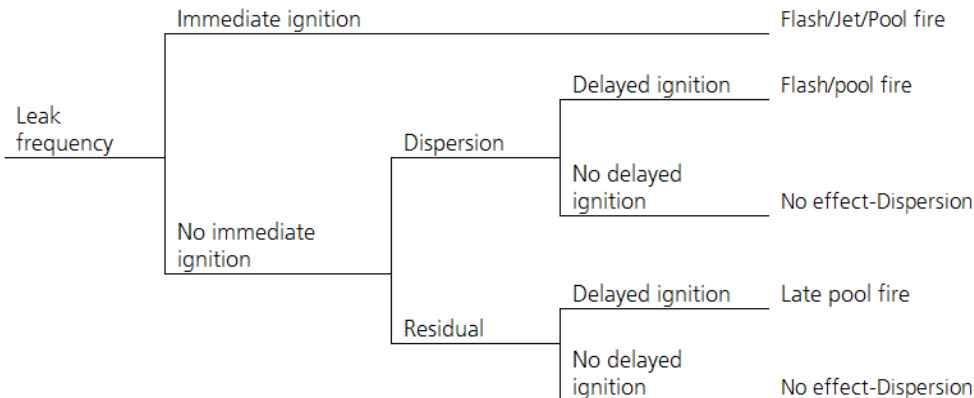 Immediate ignition
Flash/Jet/Pool fire
Delayed ignition
Flash/pool fire
Leak
frequency
Dispersion
No delayed
ignition
No effect-Dispersion
No immediate
ignition
Delayed ignition
Late pool fire
Residual
No delayed
ignition
No effect-Dispersion